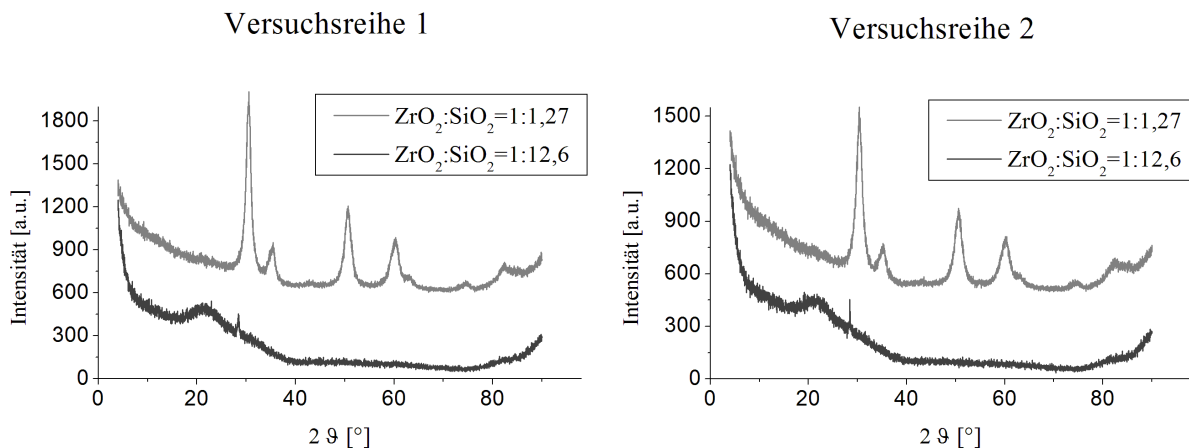 Versuchsreihe 1
ZrO₂:SiO₂=1:1,27
ZrO₂:SiO₂=1:12,6
Intensität [a.u.]
1800
1500
1200
900
600
300
0
0 20 40 60 80
2 ϑ [°]
Versuchsreihe 2
ZrO₂:SiO₂=1:1,27
ZrO₂:SiO₂=1:12,6
Intensität [a.u.]
1500
1200
900
600
300
0
0 20 40 60 80
2 ϑ [°]